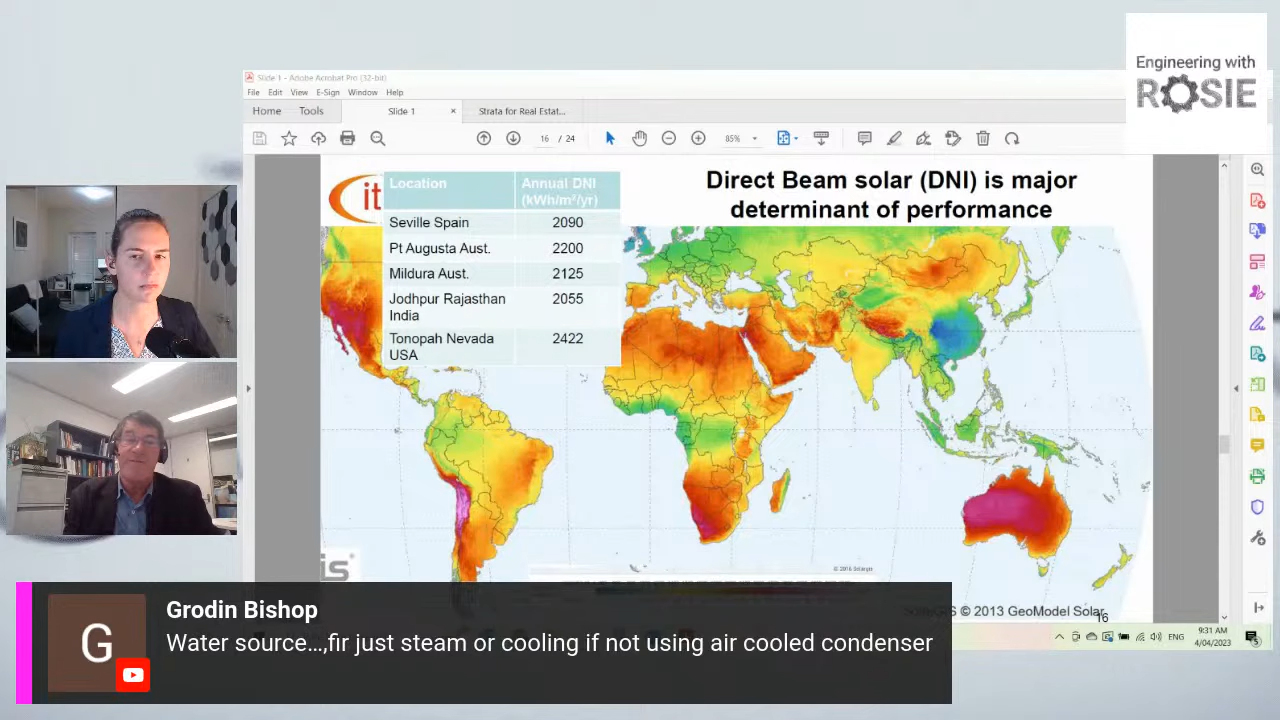 Engineering with
ROSIE
Slide 1 - Adobe Acrobat Pro (32-bit)
File Edit View E-Sign Window Help
Home Tools Slide 1 × Strata for Real Estat...
16 / 24 85%
it
Direct Beam solar (DNI) is major
determinant of performance
Location Annual DNI
(kWh/m²/yr)
Seville Spain 2090
Pt Augusta Aust. 2200
Mildura Aust. 2125
Jodhpur Rajasthan 2055
India
Tonopah Nevada 2422
USA
is®
© 2013 GeoModel Solar
16
9:31 AM
ENG
4/04/2023
G
Grodin Bishop
Water source...,fir just steam or cooling if not using air cooled condenser